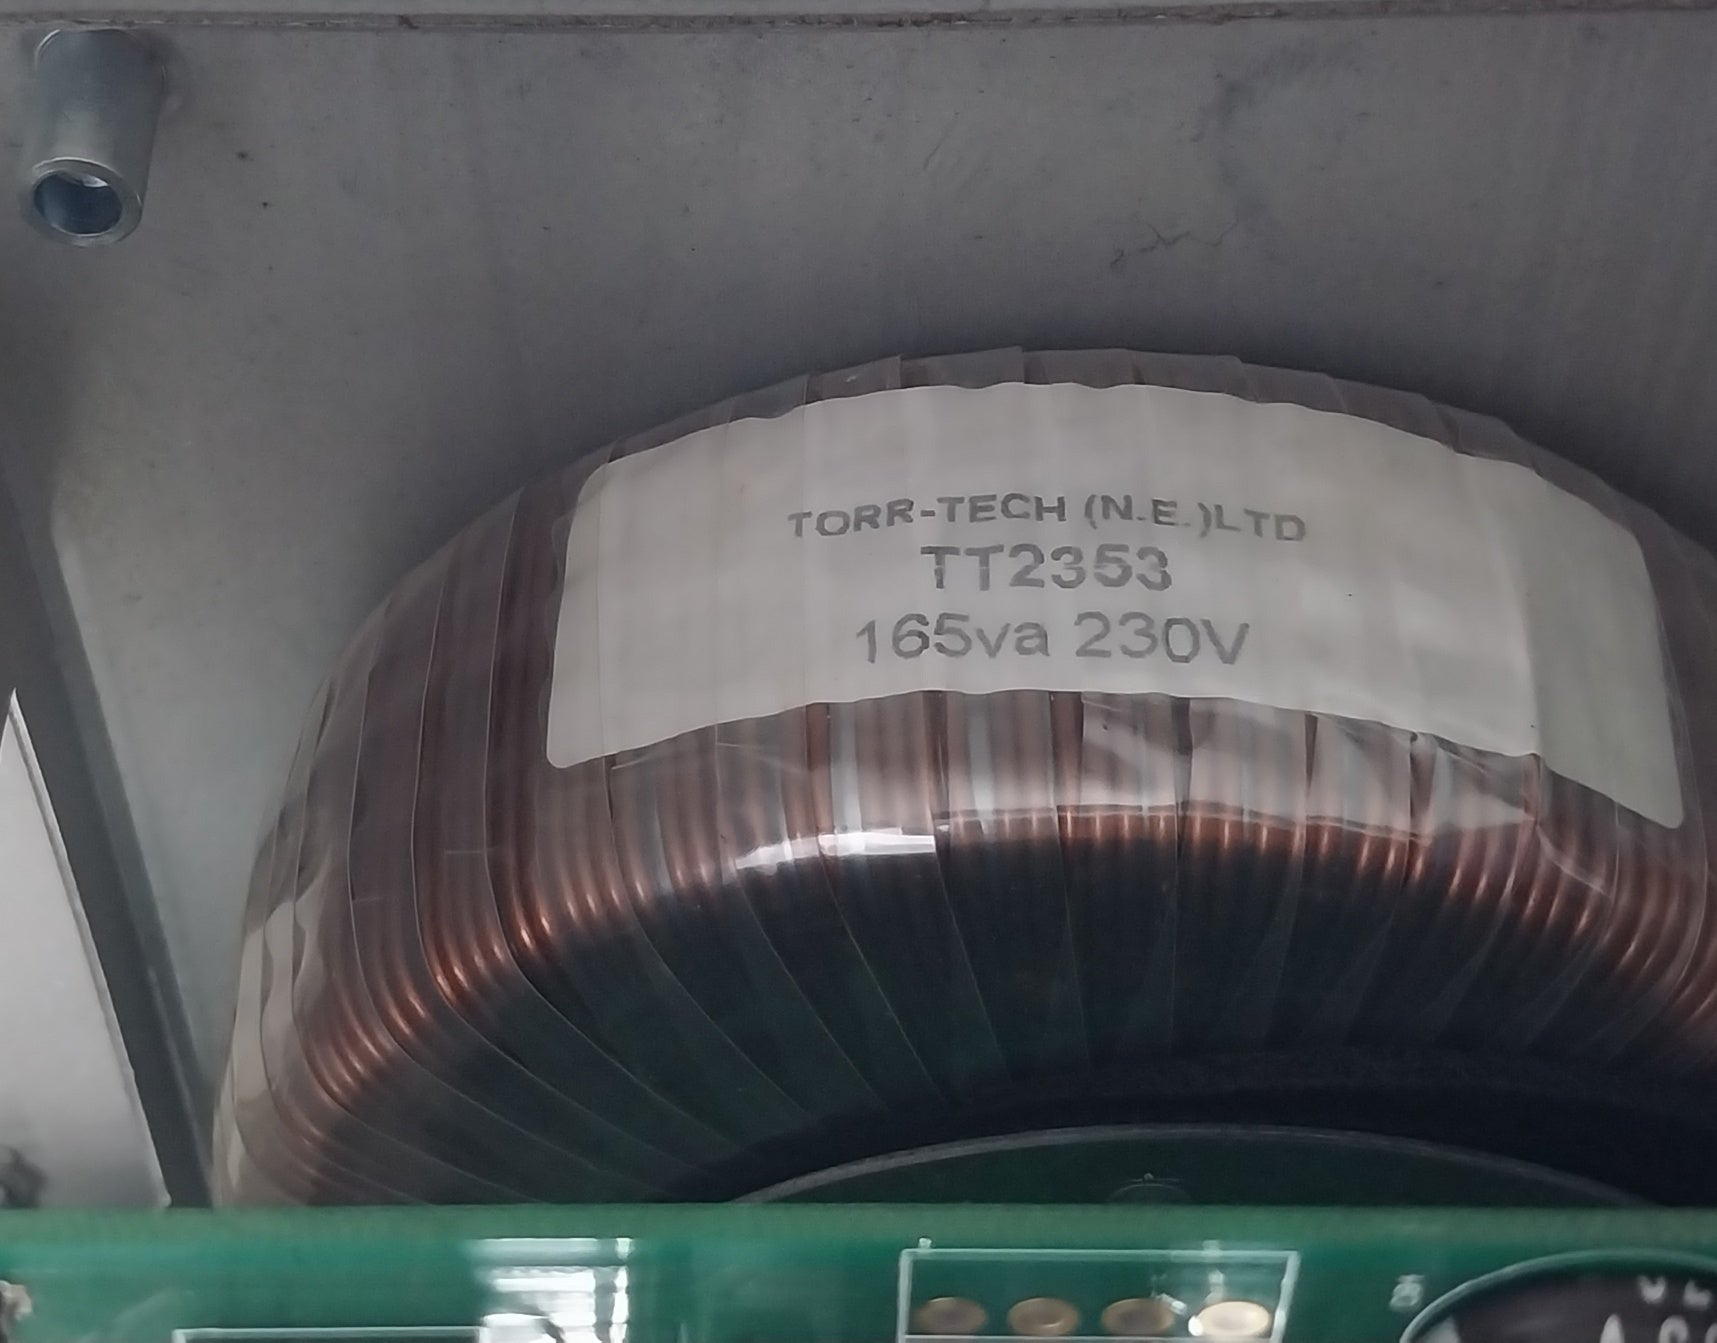 TORR-TECH (N.E.)LTD
TT2353
165va 230V